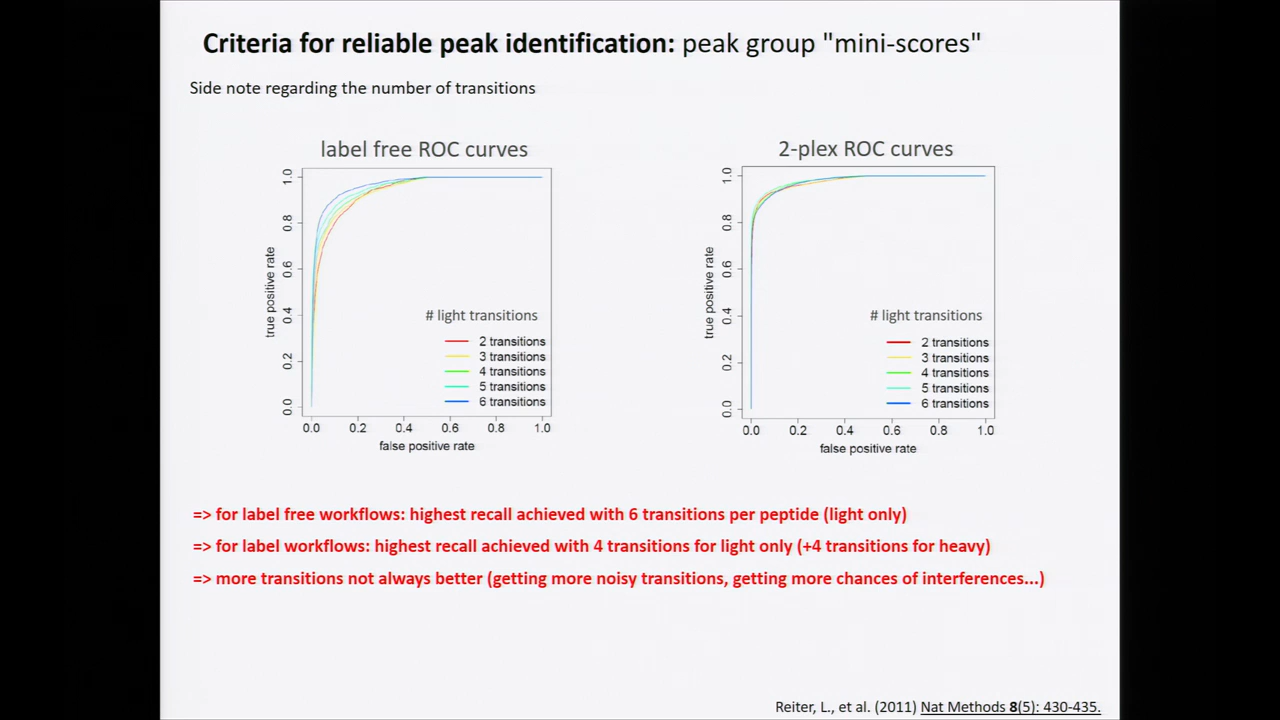 Criteria for reliable peak identification: peak group "mini-scores"
Side note regarding the number of transitions
label free ROC curves
true positive rate
0.0 0.2 0.4 0.6 0.8 1.0
# light transitions
2 transitions
3 transitions
4 transitions
5 transitions
6 transitions
0.0 0.2 0.4 0.6 0.8 1.0
false positive rate
2-plex ROC curves
true positive rate
0.0 0.2 0.4 0.6 0.8 1.0
# light transitions
2 transitions
3 transitions
4 transitions
5 transitions
6 transitions
0.0 0.2 0.4 0.6 0.8 1.0
false positive rate
=> for label free workflows: highest recall achieved with 6 transitions per peptide (light only)
=> for label workflows: highest recall achieved with 4 transitions for light only (+4 transitions for heavy)
=> more transitions not always better (getting more noisy transitions, getting more chances of interferences...)
Reiter, L., et al. (2011) Nat Methods 8(5): 430-435.